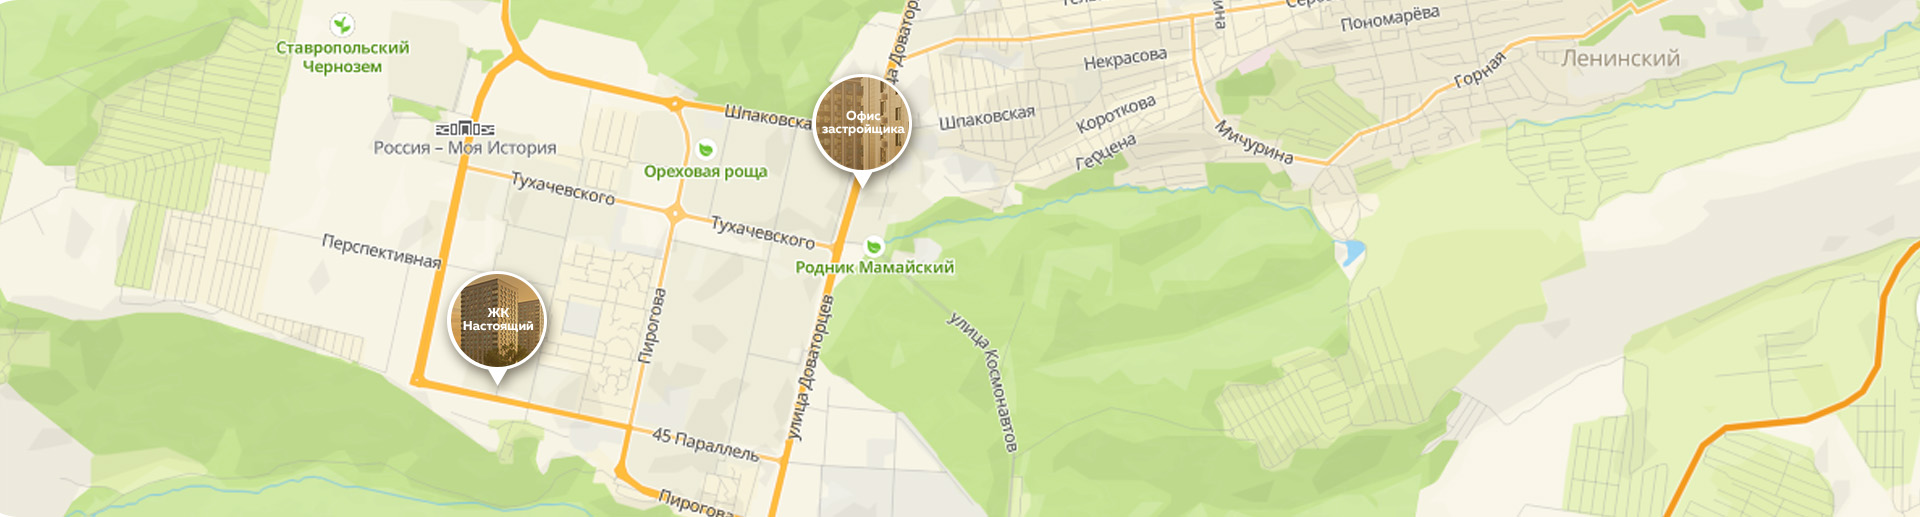 Ставропольский
Чернозем
Россия – Моя История
Тухачевского
Перспективная
ЖК
Настоящий
Шпаковска
Ореховая роща
Тухачевского
Пирогова
45 Параллель
Пирогова
Офис
застройщика
Родник Мамайский
улица Доваторцев
улица Космонавтов
Некрасова
Шпаковская
Короткова
Герцена
Мичурина
Пономарёва
Горная
Ленинский